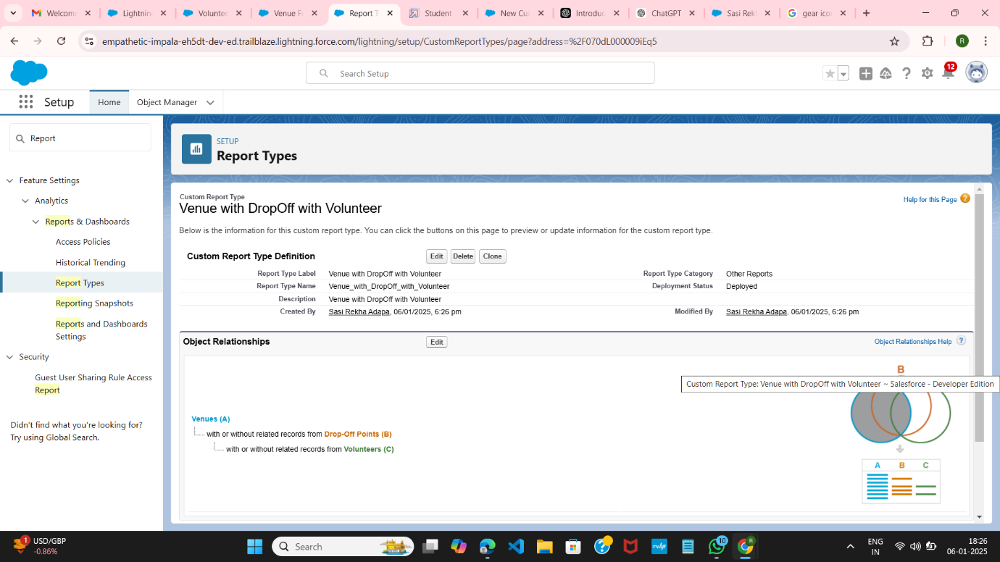 Welcome
Lightnin
Volunte
Venue F
Report T
Student
New Cu
Introduc
ChatGPT
Sasi Rek
gear ico
empathetic-impala-eh5dt-dev-ed.trailblaze.lightning.force.com/lightning/setup/CustomReportTypes/page?address=%2F070dL000009iEq5
R
Search Setup
12
Setup
Home
Object Manager
Report
Feature Settings
Analytics
Reports & Dashboards
Access Policies
Historical Trending
Report Types
Reporting Snapshots
Reports and Dashboards
Settings
Security
Guest User Sharing Rule Access
Report
Didn't find what you're looking for?
Try using Global Search.
SETUP
Report Types
Custom Report Type
Venue with DropOff with Volunteer
Help for this Page
Below is the information for this custom report type. You can click the buttons on this page to preview or update information for the custom report type.
Custom Report Type Definition
Edit
Delete
Clone
Report Type Label Venue with DropOff with Volunteer
Report Type Category Other Reports
Report Type Name Venue_with_DropOff_with_Volunteer
Deployment Status Deployed
Description Venue with DropOff with Volunteer
Created By Sasi Rekha Adapa, 06/01/2025, 6:26 pm
Modified By Sasi Rekha Adapa, 06/01/2025, 6:26 pm
Object Relationships
Edit
Object Relationships Help ?
B
Custom Report Type: Venue with DropOff with Volunteer ~ Salesforce - Developer Edition
Venues (A)
with or without related records from Drop-Off Points (B)
with or without related records from Volunteers (C)
A B C
1
USD/GBP
-0.86%
Search
10
R
ENG
IN
18:26
06-01-2025